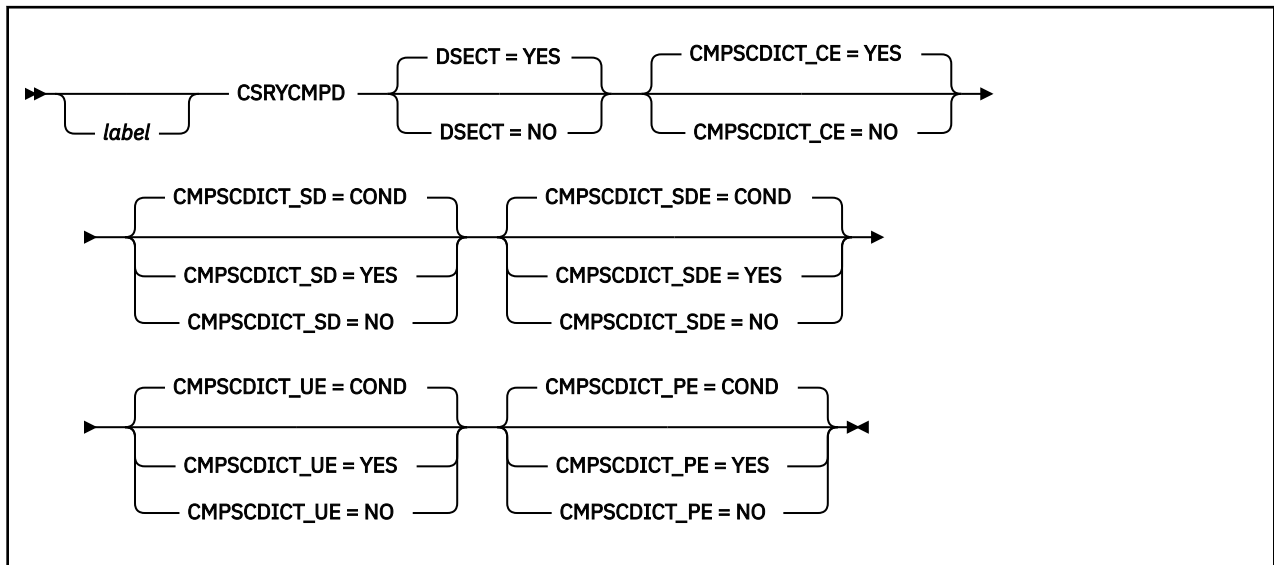 DSECT = YES CMPSCDICT_CE = YES
label CSRYCMPD
DSECT = NO CMPSCDICT_CE = NO
CMPSCDICT_SD = COND CMPSCDICT_SDE = COND
CMPSCDICT_SD = YES CMPSCDICT_SDE = YES
CMPSCDICT_SD = NO CMPSCDICT_SDE = NO
CMPSCDICT_UE = COND CMPSCDICT_PE = COND
CMPSCDICT_UE = YES CMPSCDICT_PE = YES
CMPSCDICT_UE = NO CMPSCDICT_PE = NO